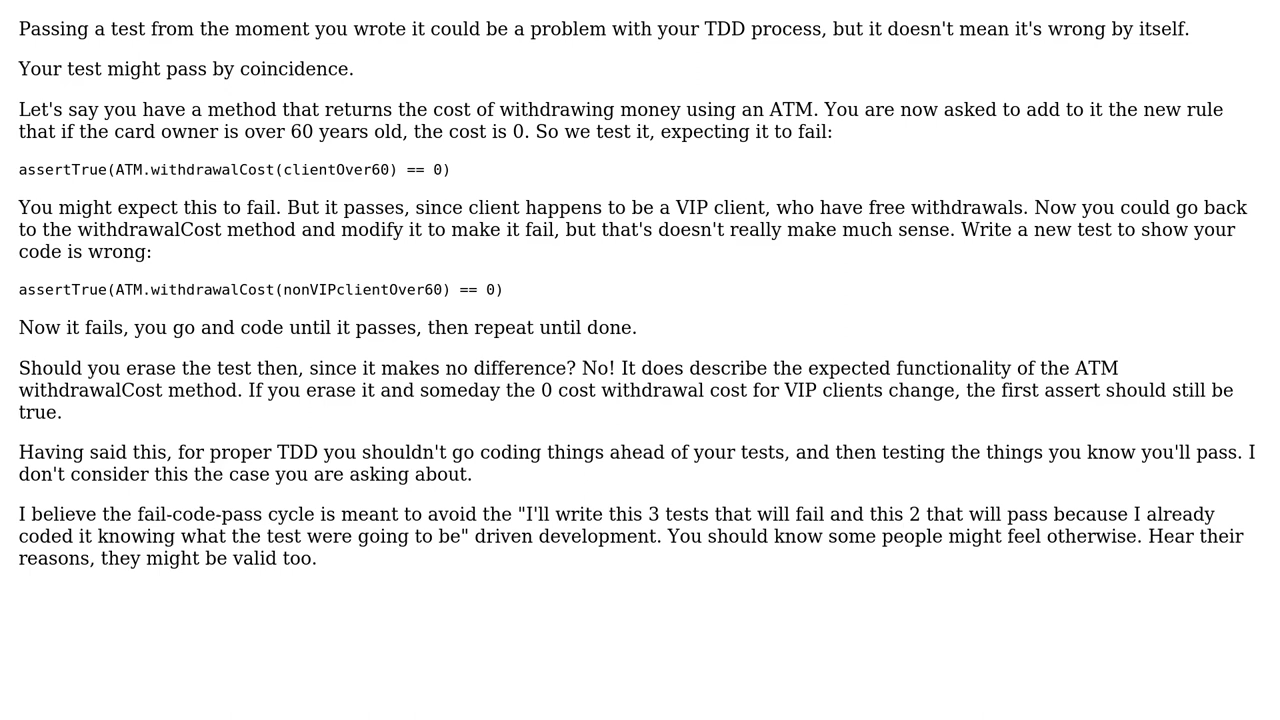 Passing a test from the moment you wrote it could be a problem with your TDD process, but it doesn't mean it's wrong by itself.
Your test might pass by coincidence.
Let's say you have a method that returns the cost of withdrawing money using an ATM. You are now asked to add to it the new rule
that if the card owner is over 60 years old, the cost is 0. So we test it, expecting it to fail:
assertTrue(ATM.withdrawalCost(clientOver60) == 0)
You might expect this to fail. But it passes, since client happens to be a VIP client, who have free withdrawals. Now you could go back
to the withdrawalCost method and modify it to make it fail, but that's doesn't really make much sense. Write a new test to show your
code is wrong:
assertTrue(ATM.withdrawalCost(nonVIPclientOver60) == 0)
Now it fails, you go and code until it passes, then repeat until done.
Should you erase the test then, since it makes no difference? No! It does describe the expected functionality of the ATM
withdrawalCost method. If you erase it and someday the 0 cost withdrawal cost for VIP clients change, the first assert should still be
true.
Having said this, for proper TDD you shouldn't go coding things ahead of your tests, and then testing the things you know you'll pass. I
don't consider this the case you are asking about.
I believe the fail-code-pass cycle is meant to avoid the "I'll write this 3 tests that will fail and this 2 that will pass because I already
coded it knowing what the test were going to be" driven development. You should know some people might feel otherwise. Hear their
reasons, they might be valid too.